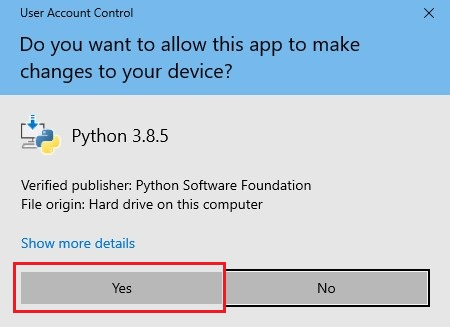 User Account Control
Do you want to allow this app to make
changes to your device?
Python 3.8.5
Verified publisher: Python Software Foundation
File origin: Hard drive on this computer
Show more details
Yes
No